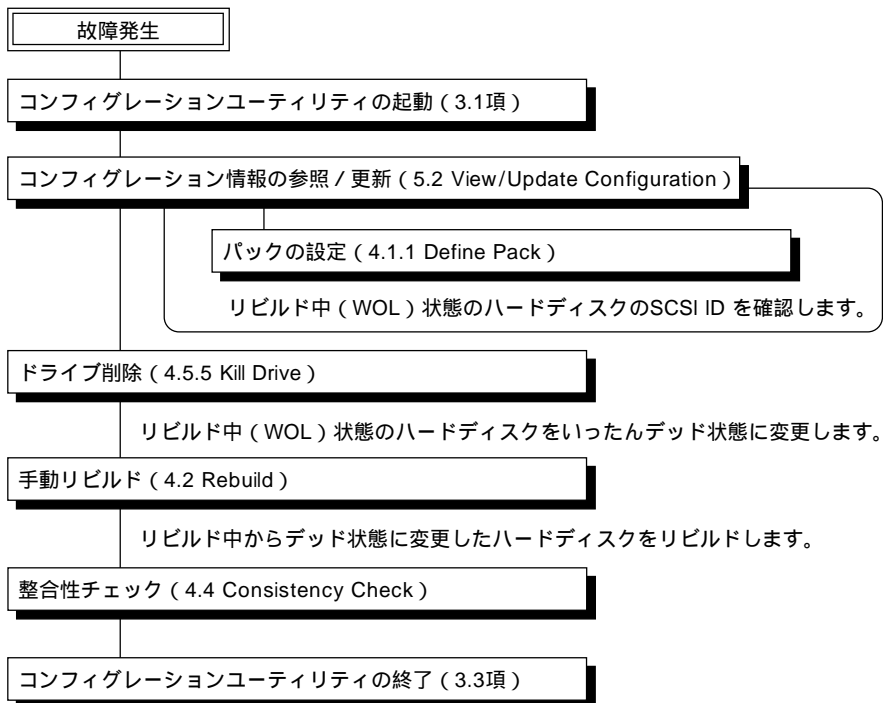 故障発生
コンフィグレーションユーティリティの起動（3.1項）
コンフィグレーション情報の参照／更新（5.2 View/Update Configuration）
パックの設定（4.1.1 Define Pack）
リビルド中（WOL）状態のハードディスクのSCSI ID を確認します。
ドライブ削除（4.5.5 Kill Drive）
リビルド中（WOL）状態のハードディスクをいったんデッド状態に変更します。
手動リビルド（4.2 Rebuild）
リビルド中からデッド状態に変更したハードディスクをリビルドします。
整合性チェック（4.4 Consistency Check）
コンフィグレーションユーティリティの終了（3.3項）